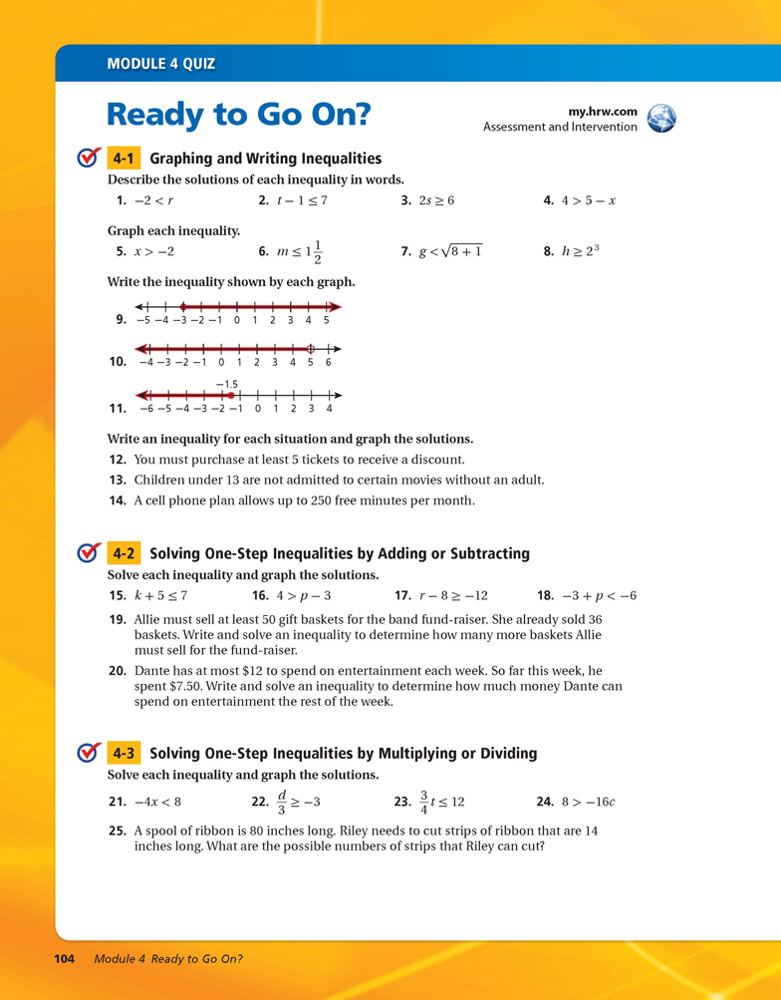 MODULE 4 QUIZ
Ready to Go On?
my.hrw.com
Assessment and Intervention
4-1 Graphing and Writing Inequalities
Describe the solutions of each inequality in words.
1. −2 < r 2. t − 1 ≤ 7 3. 2s ≥ 6 4. 4 > 5 − x
Graph each inequality.
5. x > −2 6. m ≤ 1 1/2 7. g < √(8 + 1) 8. h ≥ 2³
Write the inequality shown by each graph.
9. −5 −4 −3 −2 −1 0 1 2 3 4 5
10. −4 −3 −2 −1 0 1 2 3 4 5 6
−1.5
11. −6 −5 −4 −3 −2 −1 0 1 2 3 4
Write an inequality for each situation and graph the solutions.
12. You must purchase at least 5 tickets to receive a discount.
13. Children under 13 are not admitted to certain movies without an adult.
14. A cell phone plan allows up to 250 free minutes per month.
4-2 Solving One-Step Inequalities by Adding or Subtracting
Solve each inequality and graph the solutions.
15. k + 5 ≤ 7 16. 4 > p − 3 17. r − 8 ≥ −12 18. −3 + p < −6
19. Allie must sell at least 50 gift baskets for the band fund-raiser. She already sold 36
baskets. Write and solve an inequality to determine how many more baskets Allie
must sell for the fund-raiser.
20. Dante has at most $12 to spend on entertainment each week. So far this week, he
spent $7.50. Write and solve an inequality to determine how much money Dante can
spend on entertainment the rest of the week.
4-3 Solving One-Step Inequalities by Multiplying or Dividing
Solve each inequality and graph the solutions.
21. −4x < 8 22. d/3 ≥ −3 23. 3/4 t ≤ 12 24. 8 > −16c
25. A spool of ribbon is 80 inches long. Riley needs to cut strips of ribbon that are 14
inches long. What are the possible numbers of strips that Riley can cut?
104 Module 4 Ready to Go On?